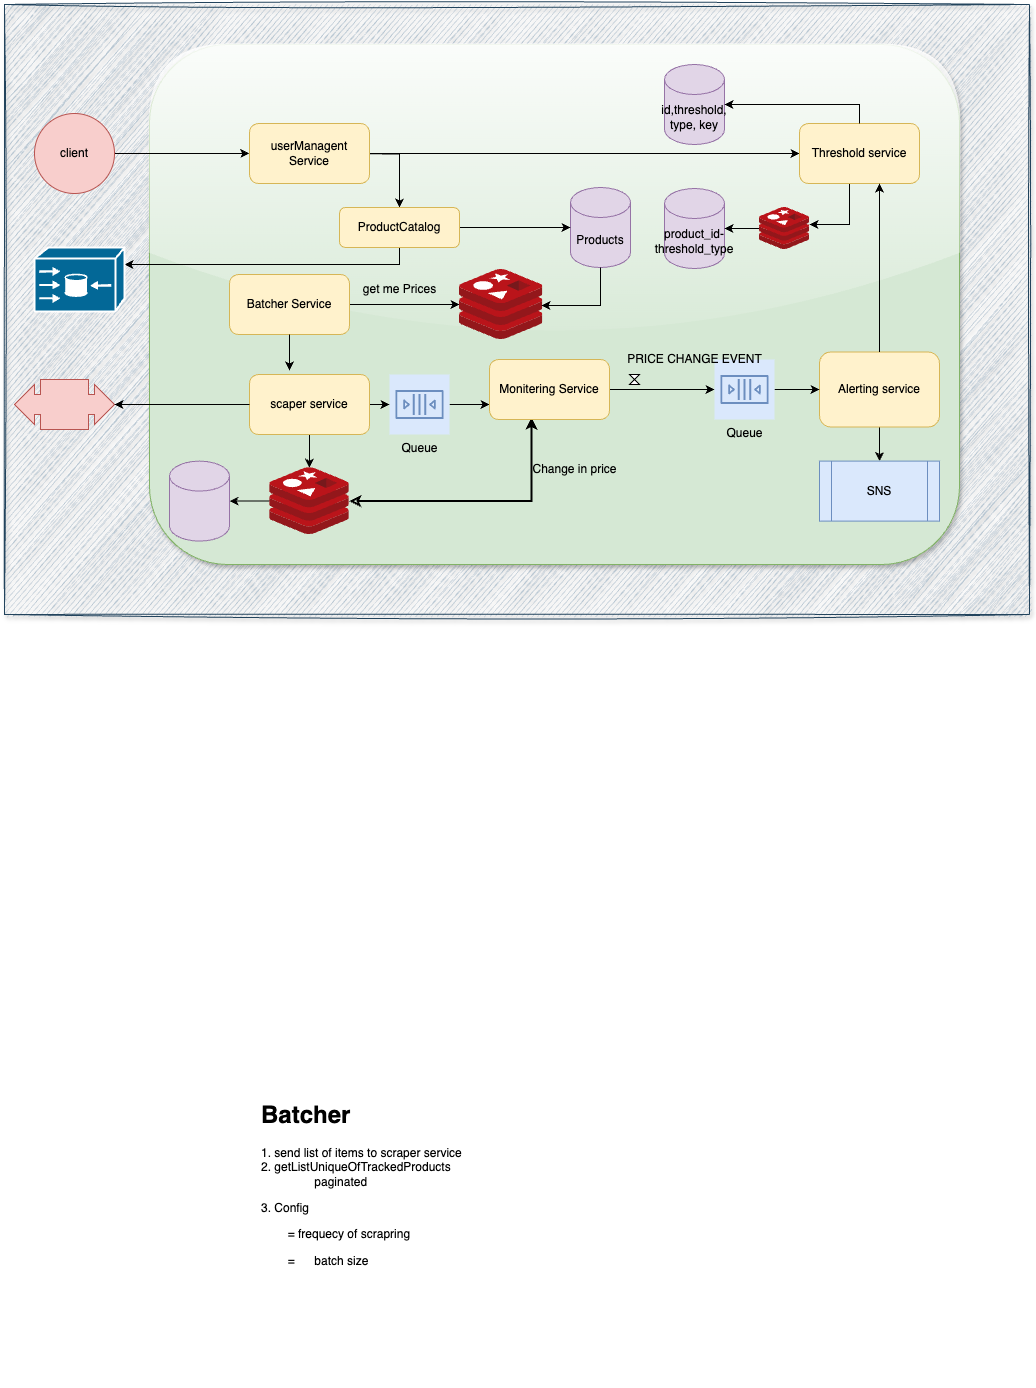 id,threshold,
type, key
client
userManagent
Service
Threshold service
ProductCatalog
Products
product_id-
threshold_type
get me Prices
Batcher Service
PRICE CHANGE EVENT
scaper service
Queue
Monitering Service
Queue
Alerting service
Change in price
SNS
Batcher
1. send list of items to scraper service
2. getListUniqueOfTrackedProducts
paginated
3. Config
= frequecy of scrapring
= batch size